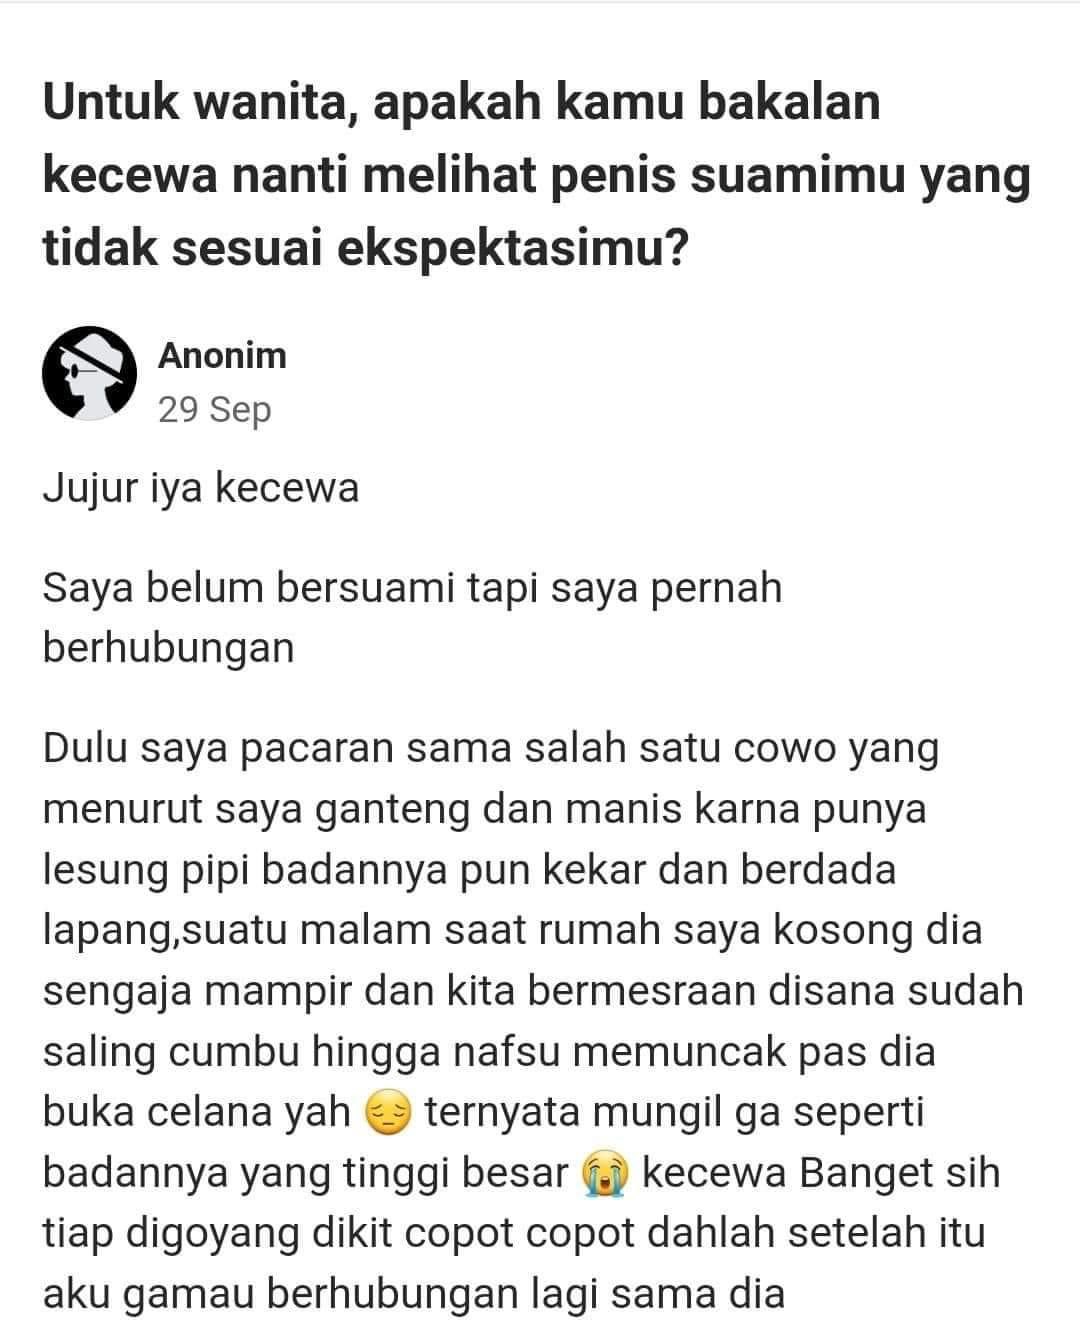 Untuk wanita, apakah kamu bakalan
kecewa nanti melihat penis suamimu yang
tidak sesuai ekspektasimu?
Anonim
29 Sep
Jujur iya kecewa
Saya belum bersuami tapi saya pernah
berhubungan
Dulu saya pacaran sama salah satu cowo yang
menurut saya ganteng dan manis karna punya
lesung pipi badannya pun kekar dan berdada
lapang,suatu malam saat rumah saya kosong dia
sengaja mampir dan kita bermesraan disana sudah
saling cumbu hingga nafsu memuncak pas dia
buka celana yah 😔 ternyata mungil ga seperti
badannya yang tinggi besar 😭 kecewa Banget sih
tiap digoyang dikit copot copot dahlah setelah itu
aku gamau berhubungan lagi sama dia